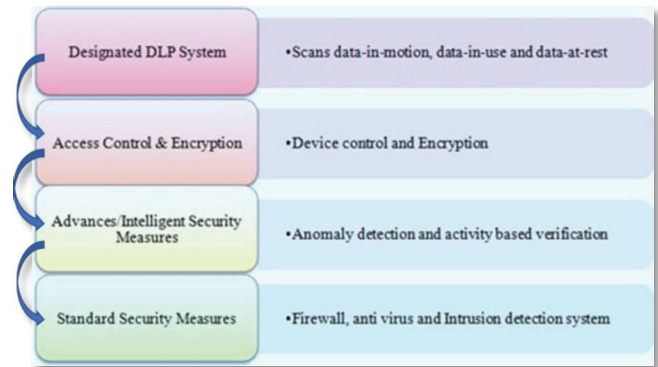 Designated DLP System
•Scans data-in-motion, data-in-use and data-at-rest
Access Control & Encryption
•Device control and Encryption
Advances/Intelligent Security
Measures
•Anomaly detection and activity based verification
Standard Security Measures
•Firewall, anti virus and Intrusion detection system